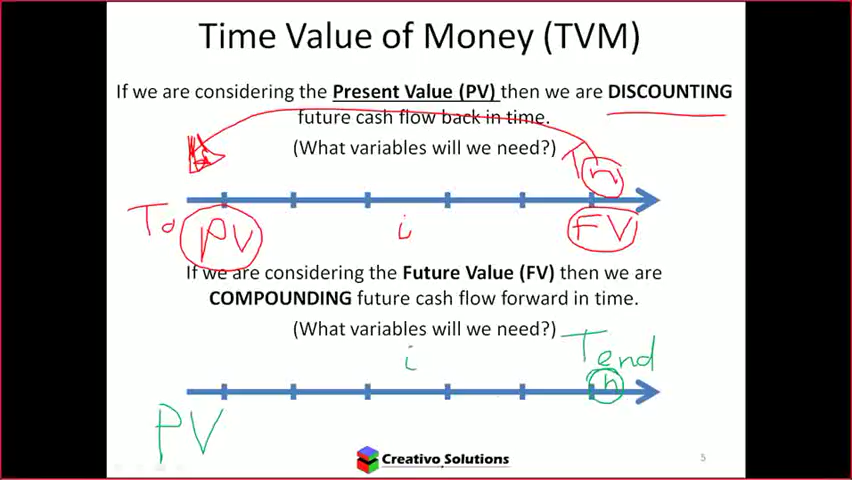 Time Value of Money (TVM)
If we are considering the Present Value (PV) then we are DISCOUNTING
future cash flow back in time.
(What variables will we need?)
Tn
To
PV
i
FV
If we are considering the Future Value (FV) then we are
COMPOUNDING future cash flow forward in time.
(What variables will we need?)
i
Tend
n
PV
Creativo Solutions
5